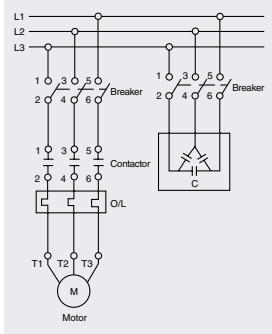 L1
L2
L3
1 3 5
Breaker
2 4 6
1 3 5
Breaker
2 4 6
1 3 5
Contactor
2 4 6
O/L
C
T1 T2 T3
M
Motor